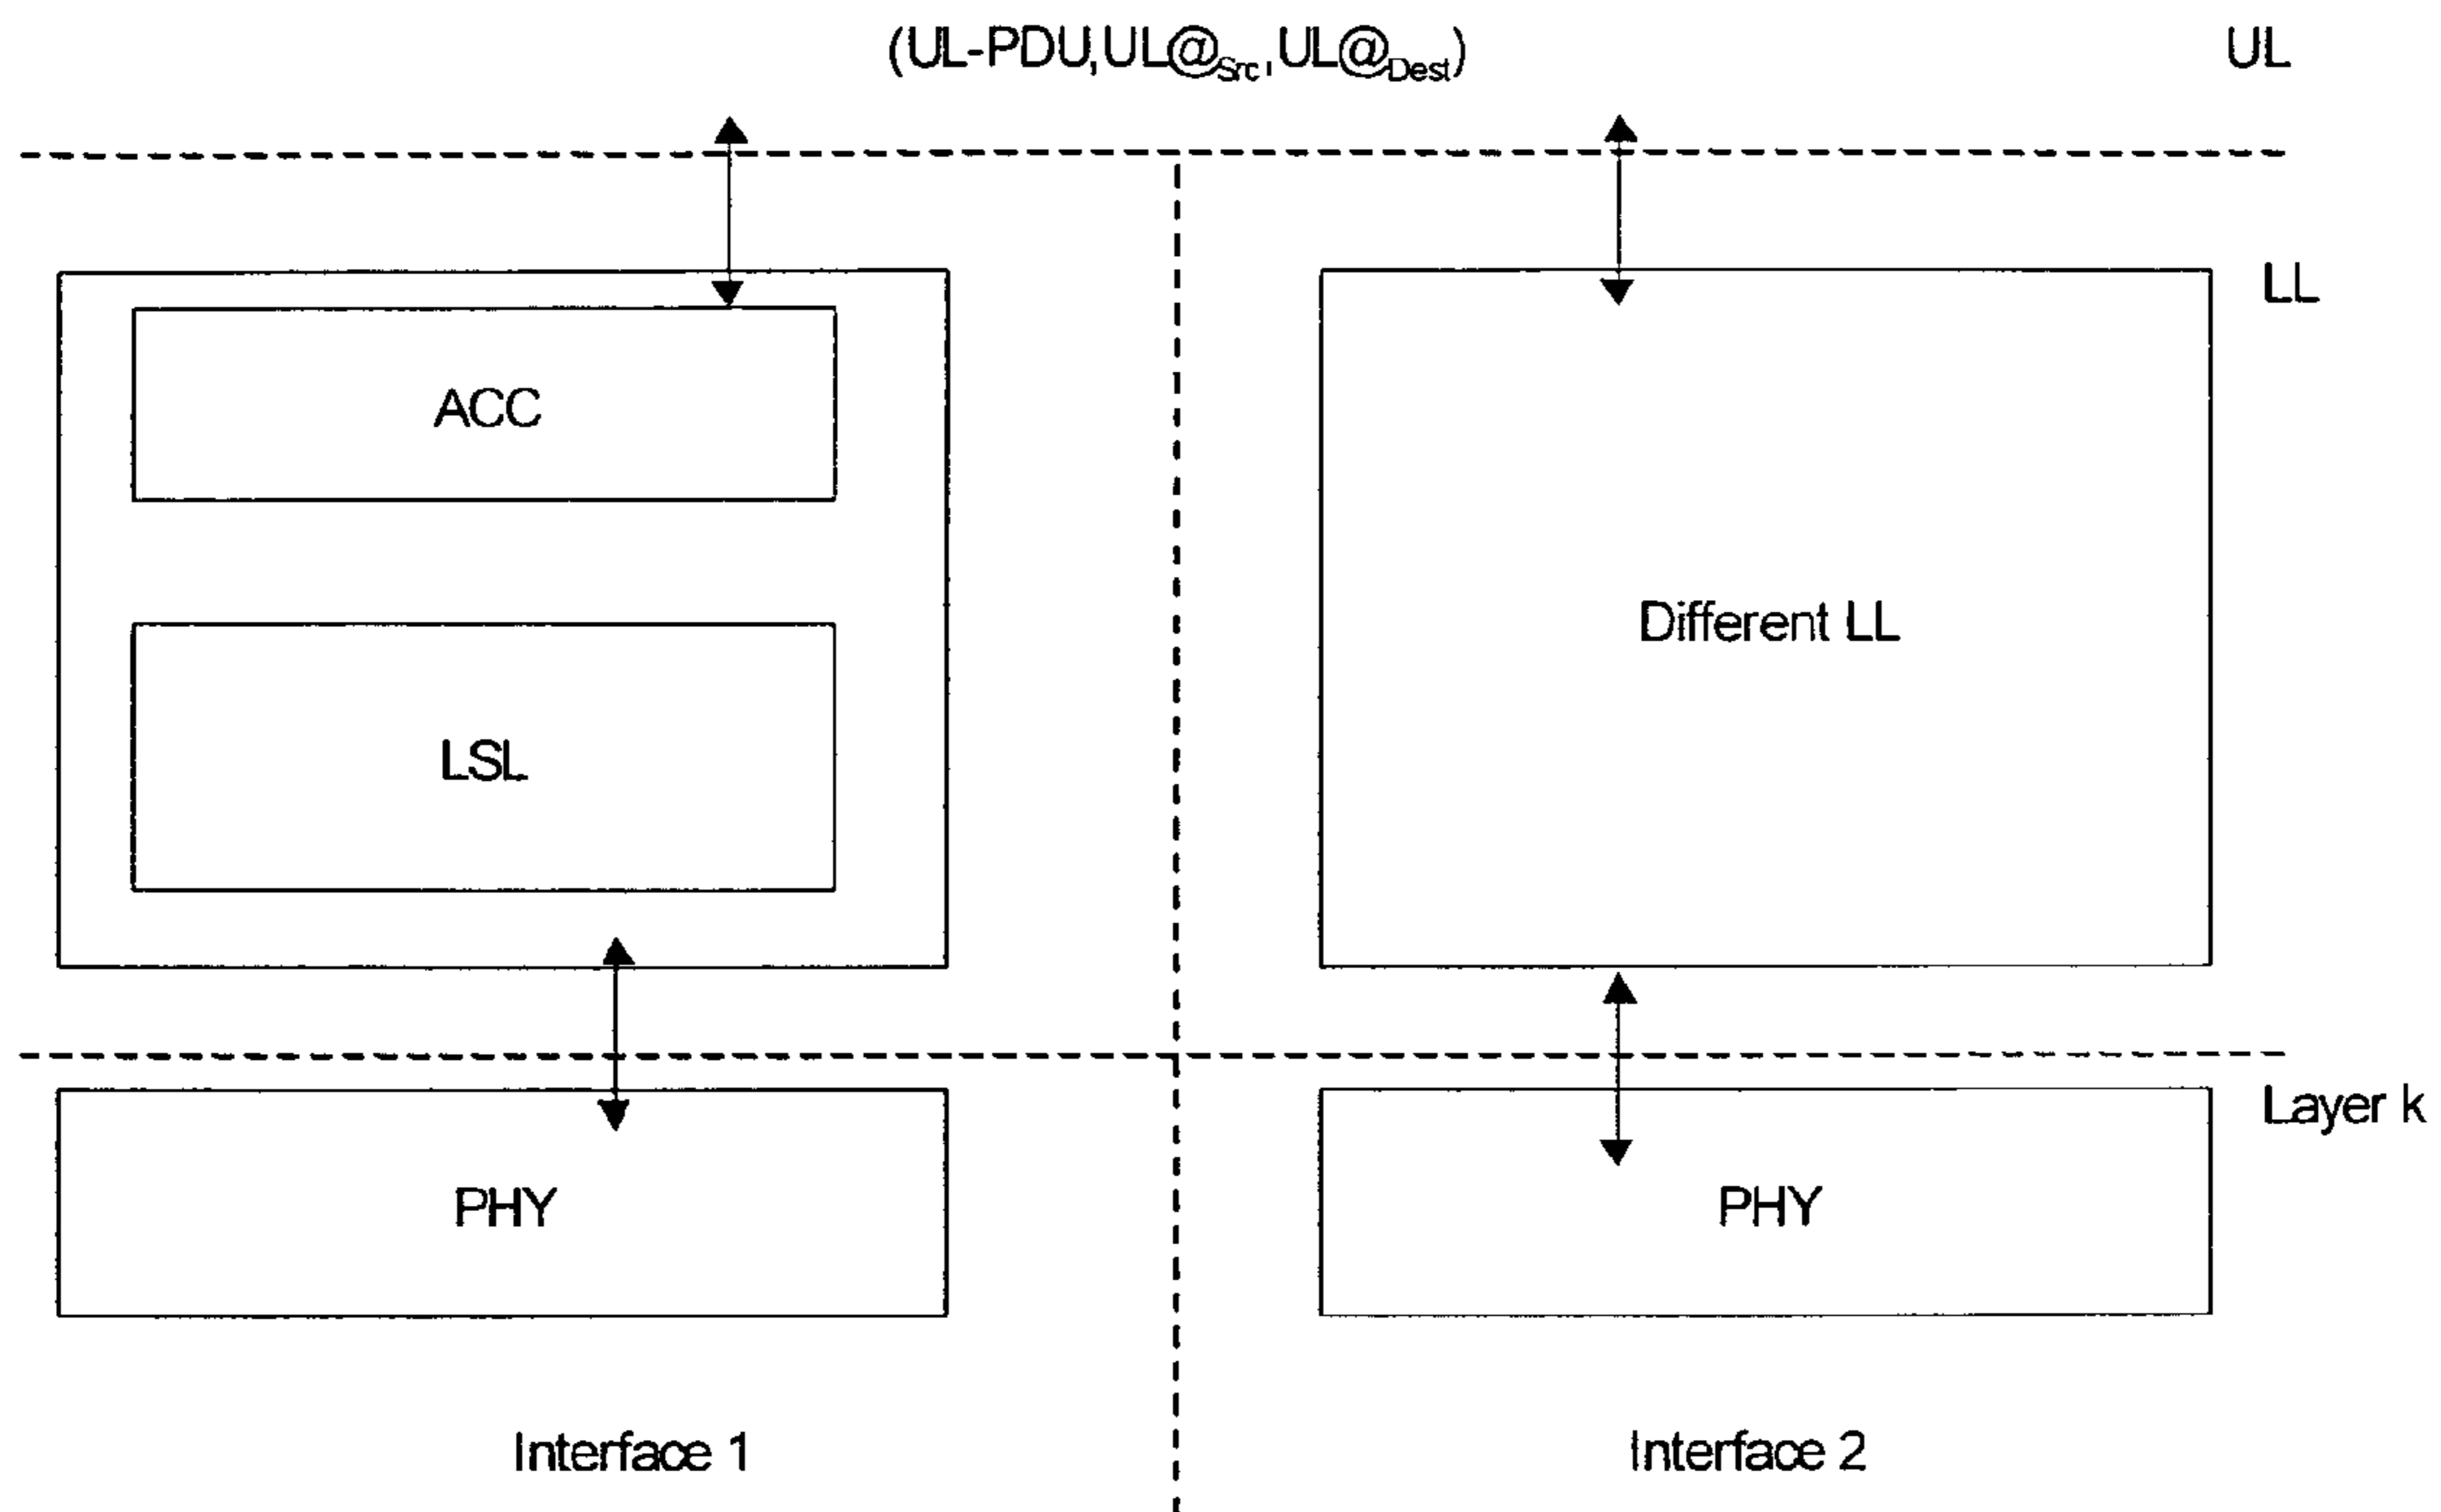 (UL-PDU,UL@Src, UL@Dest) UL
LL
ACC
Different LL
LSL
Layer k
PHY PHY
Interface 1 Interface 2